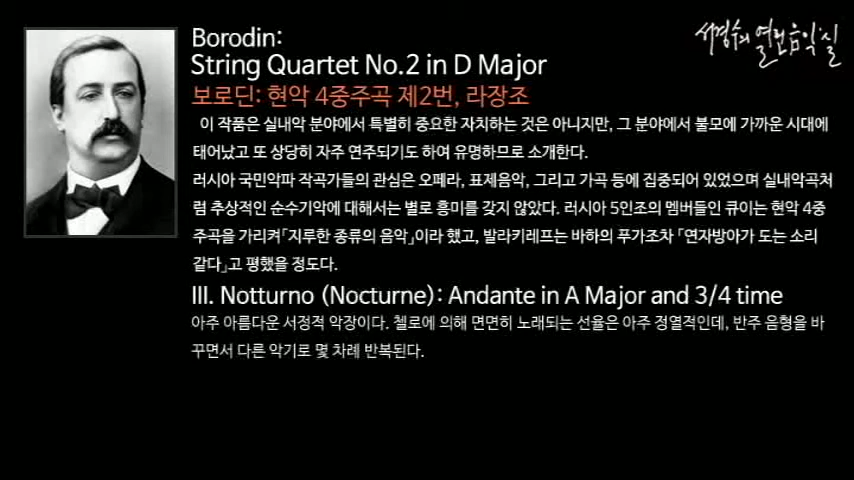 서경수의 열린음악실
Borodin:
String Quartet No.2 in D Major
보로딘: 현악 4중주곡 제2번, 라장조
이 작품은 실내악 분야에서 특별히 중요한 자치하는 것은 아니지만, 그 분야에서 불모에 가까운 시대에
태어났고 또 상당히 자주 연주되기도 하여 유명하므로 소개한다.
러시아 국민악파 작곡가들의 관심은 오페라, 표제음악, 그리고 가곡 등에 집중되어 있었으며 실내악곡처
럼 추상적인 순수기악에 대해서는 별로 흥미를 갖지 않았다. 러시아 5인조의 멤버들인 큐이는 현악 4중
주곡을 가리켜「지루한 종류의 음악」이라 했고, 발라키레프는 바하의 푸가조차 「연자방아가 도는 소리
같다」고 평했을 정도다.
III. Notturno (Nocturne): Andante in A Major and 3/4 time
아주 아름다운 서정적 악장이다. 첼로에 의해 면면히 노래되는 선율은 아주 정열적인데, 반주 음형을 바
꾸면서 다른 악기로 몇 차례 반복된다.